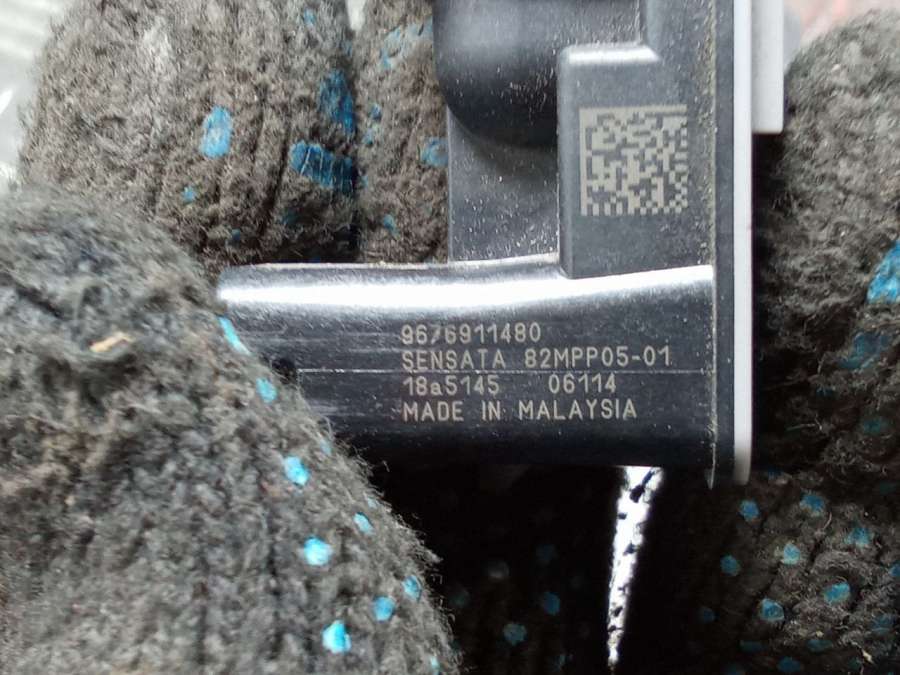 9676911480
SENSATA 82MPP05-01
18a5145 06114
MADE IN MALAYSIA